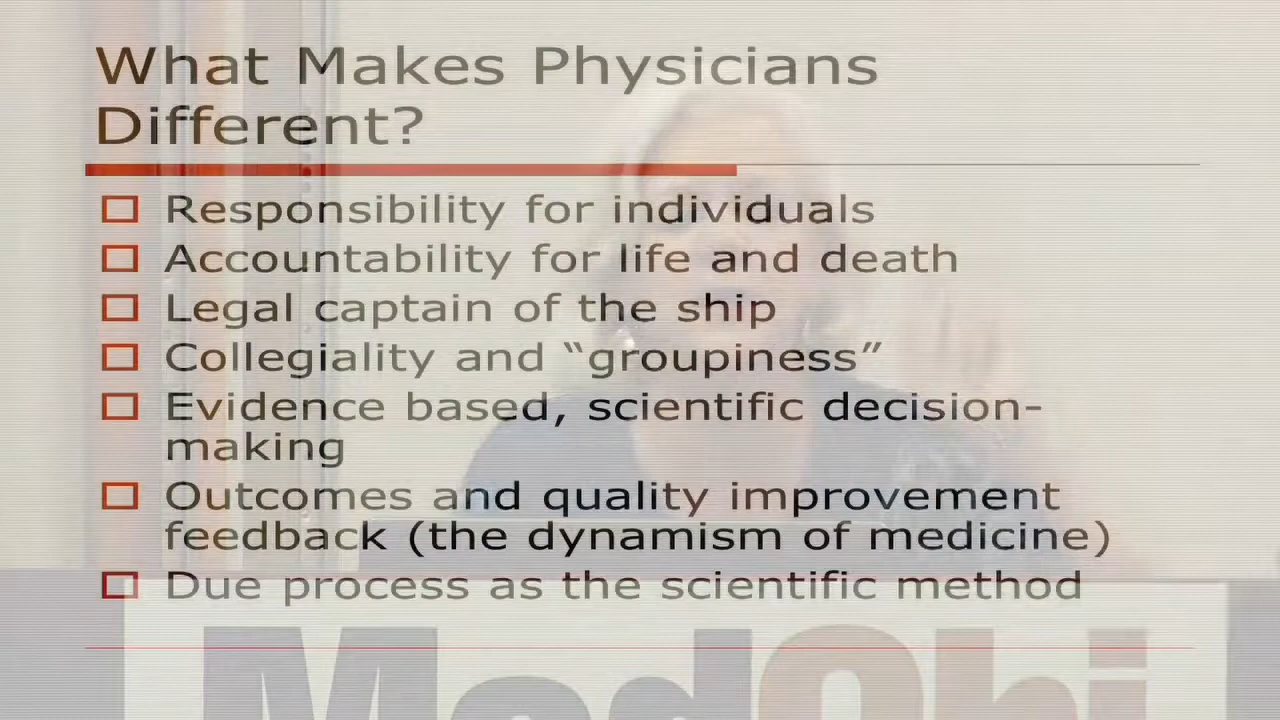 What Makes Physicians
Different?
Responsibility for individuals
Accountability for life and death
Legal captain of the ship
Collegiality and “groupiness”
Evidence based, scientific decision-
making
Outcomes and quality improvement
feedback (the dynamism of medicine)
Due process as the scientific method
MedChi